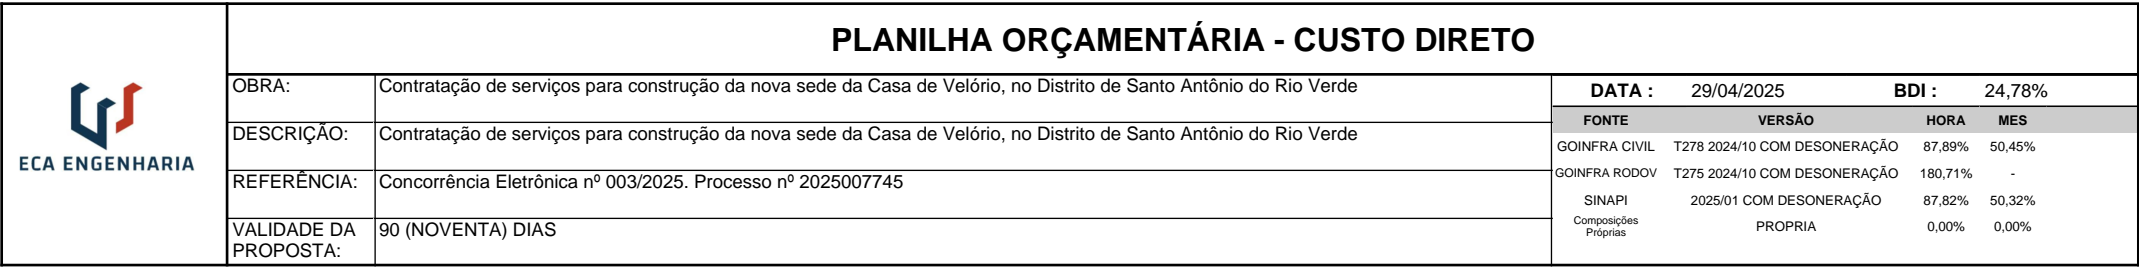 PLANILHA ORÇAMENTÁRIA - CUSTO DIRETO
ECA ENGENHARIA
OBRA: Contratação de serviços para construção da nova sede da Casa de Velório, no Distrito de Santo Antônio do Rio Verde
DESCRIÇÃO: Contratação de serviços para construção da nova sede da Casa de Velório, no Distrito de Santo Antônio do Rio Verde
REFERÊNCIA: Concorrência Eletrônica nº 003/2025. Processo nº 2025007745
VALIDADE DA PROPOSTA: 90 (NOVENTA) DIAS
DATA : 29/04/2025 BDI : 24,78%
FONTE VERSÃO HORA MES
GOINFRA CIVIL T278 2024/10 COM DESONERAÇÃO 87,89% 50,45%
GOINFRA RODOV T275 2024/10 COM DESONERAÇÃO 180,71% -
SINAPI 2025/01 COM DESONERAÇÃO 87,82% 50,32%
Composições Próprias PROPRIA 0,00% 0,00%